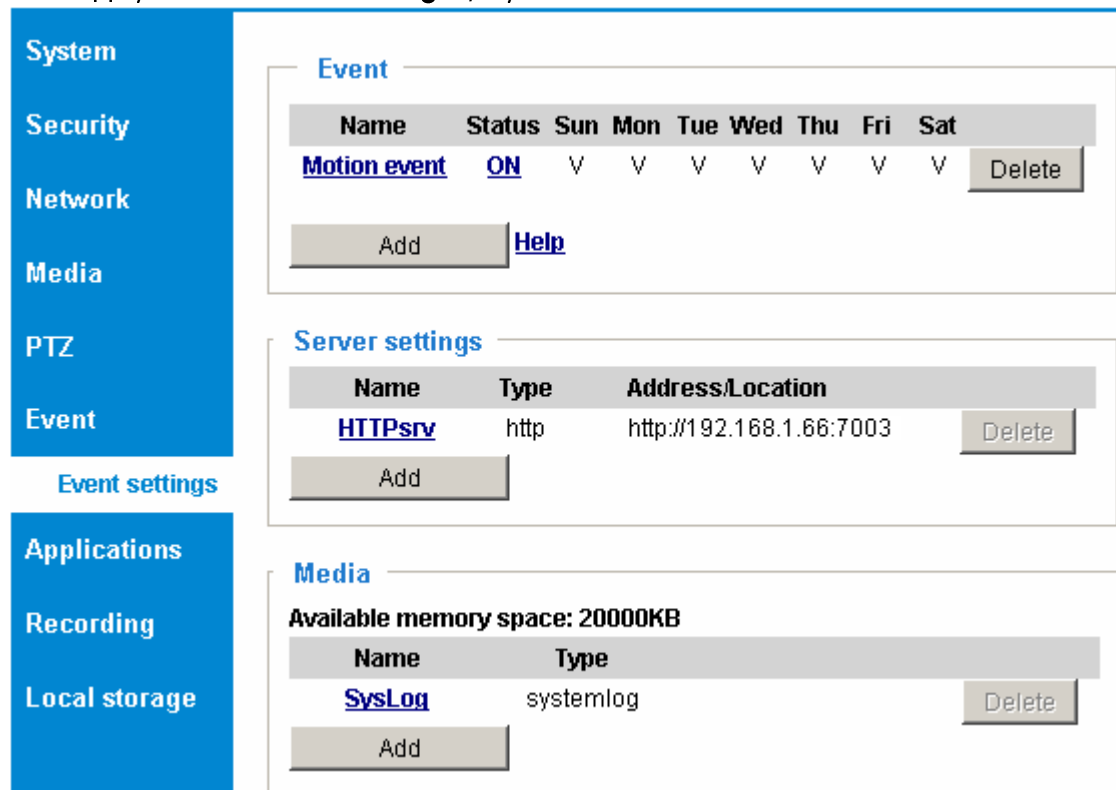 System
Security
Network
Media
PTZ
Event
Event settings
Applications
Recording
Local storage
Event
Name Status Sun Mon Tue Wed Thu Fri Sat
Motion event ON V V V V V V V Delete
Add Help
Server settings
Name Type Address/Location
HTTPsrv http http://192.168.1.66:7003 Delete
Add
Media
Available memory space: 20000KB
Name Type
SysLog systemlog Delete
Add